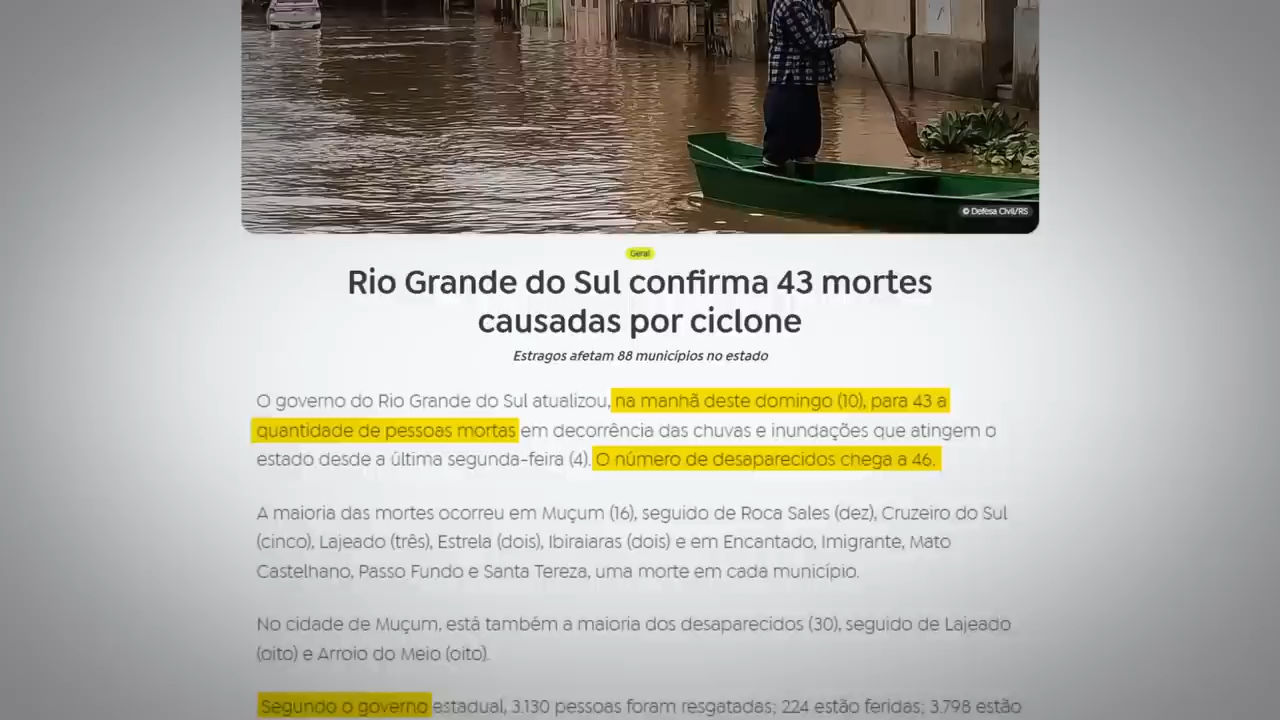 © Defesa Civil/RS
Geral
Rio Grande do Sul confirma 43 mortes
causadas por ciclone
Estragos afetam 88 municípios no estado
O governo do Rio Grande do Sul atualizou, na manhã deste domingo (10), para 43 a
quantidade de pessoas mortas em decorrência das chuvas e inundações que atingem o
estado desde a última segunda-feira (4). O número de desaparecidos chega a 46.
A maioria das mortes ocorreu em Muçum (16), seguido de Roca Sales (dez), Cruzeiro do Sul
(cinco), Lajeado (três), Estrela (dois), Ibiraiaras (dois) e em Encantado, Imigrante, Mato
Castelhano, Passo Fundo e Santa Tereza, uma morte em cada município.
No cidade de Muçum, está também a maioria dos desaparecidos (30), seguido de Lajeado
(oito) e Arroio do Meio (oito).
Segundo o governo estadual, 3.130 pessoas foram resgatadas; 224 estão feridas; 3.798 estão